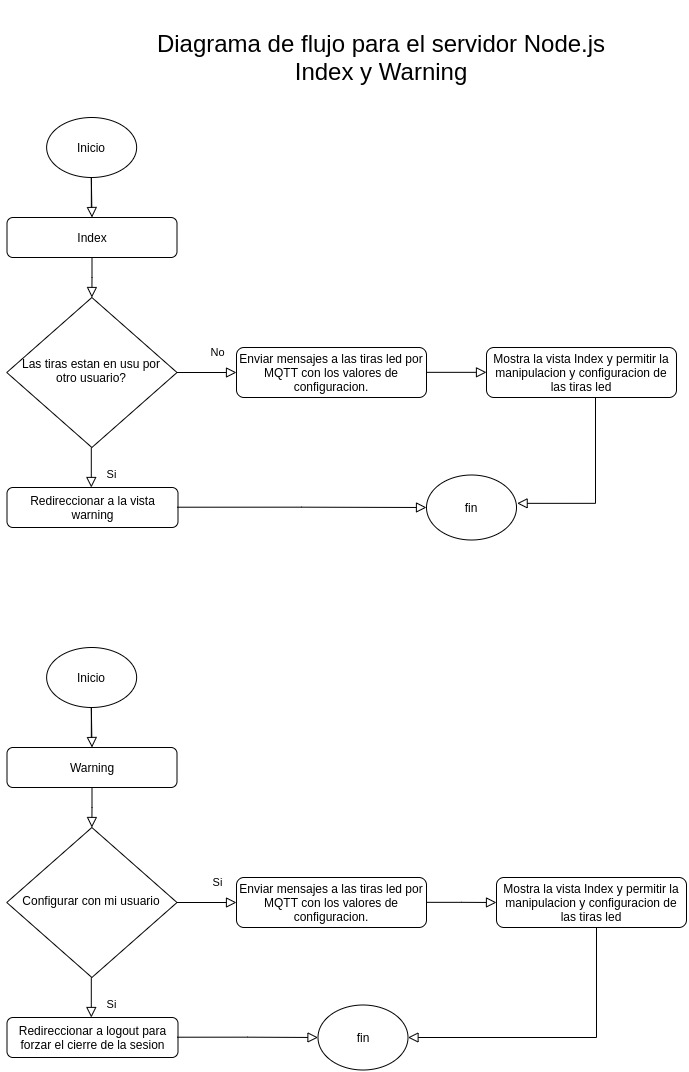 Diagrama de flujo para el servidor Node.js
Index y Warning
Inicio
Index
Las tiras estan en usu por
otro usuario?
No
Enviar mensajes a las tiras led por
MQTT con los valores de
configuracion.
Mostra la vista Index y permitir la
manipulacion y configuracion de
las tiras led
Si
Redireccionar a la vista
warning
fin
Inicio
Warning
Configurar con mi usuario
Si
Enviar mensajes a las tiras led por
MQTT con los valores de
configuracion.
Mostra la vista Index y permitir la
manipulacion y configuracion de
las tiras led
Si
Redireccionar a logout para
forzar el cierre de la sesion
fin